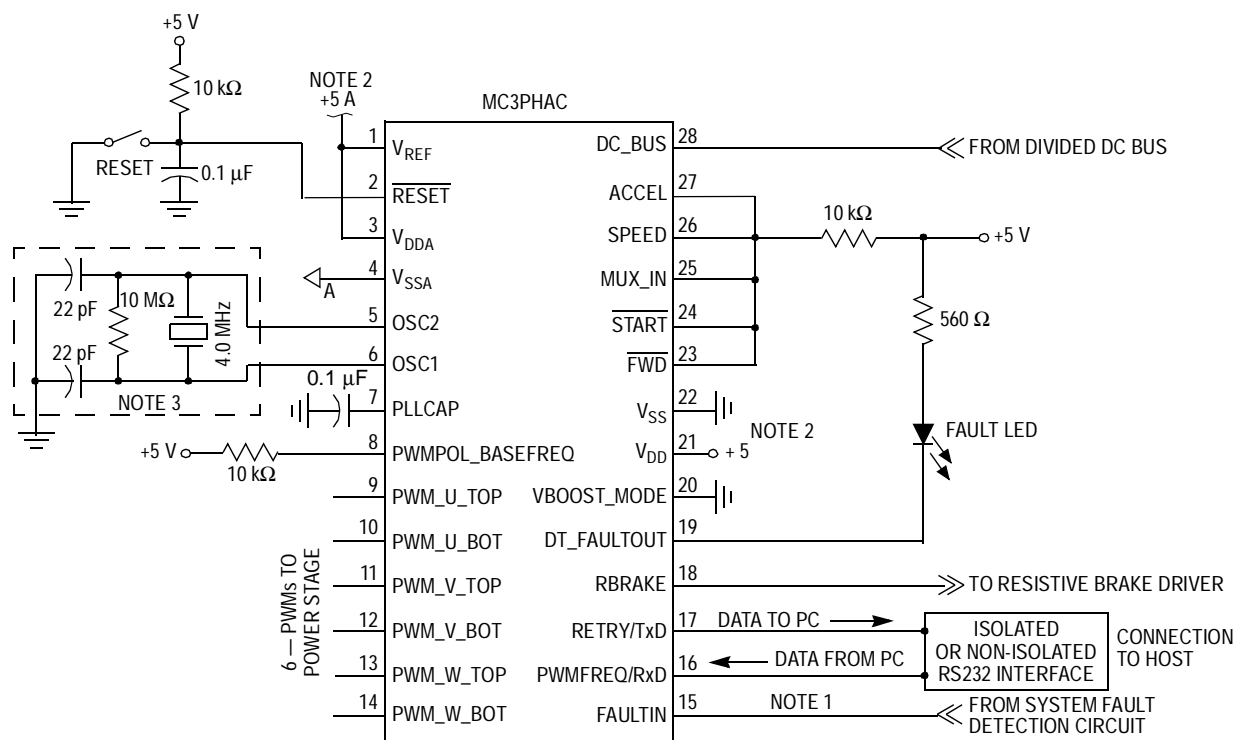 +5 V
10 kΩ
RESET
0.1 μF
NOTE 2
+5 A
MC3PHAC
1
VREF
2
RESET
3
VDDA
4
VSSA
A
5
OSC2
6
OSC1
22 pF
10 MΩ
4.0 MHz
22 pF
NOTE 3
0.1 μF
7
PLLCAP
+5 V
10 kΩ
8
PWMPOL_BASEFREQ
9
PWM_U_TOP
10
PWM_U_BOT
11
PWM_V_TOP
12
PWM_V_BOT
13
PWM_W_TOP
14
PWM_W_BOT
6 — PWMs TO
POWER STAGE
DC_BUS
28
FROM DIVIDED DC BUS
ACCEL
27
SPEED
26
10 kΩ
+5 V
MUX_IN
25
START
24
560 Ω
FWD
23
VSS
22
VDD
21
+ 5
NOTE 2
FAULT LED
VBOOST_MODE
20
DT_FAULTOUT
19
RBRAKE
18
TO RESISTIVE BRAKE DRIVER
RETRY/TxD
17
DATA TO PC
PWMFREQ/RxD
16
DATA FROM PC
ISOLATED
OR NON-ISOLATED
RS232 INTERFACE
CONNECTION
TO HOST
FAULTIN
15
NOTE 1
FROM SYSTEM FAULT
DETECTION CIRCUIT